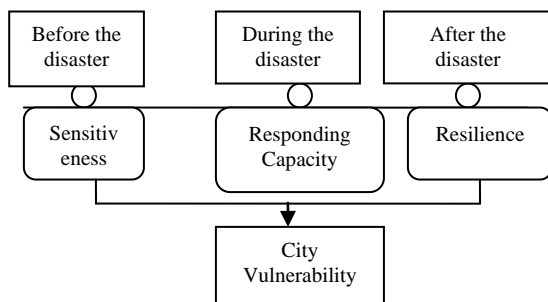 Before the
disaster
During the
disaster
After the
disaster
Sensitiv
eness
Responding
Capacity
Resilience
City
Vulnerability